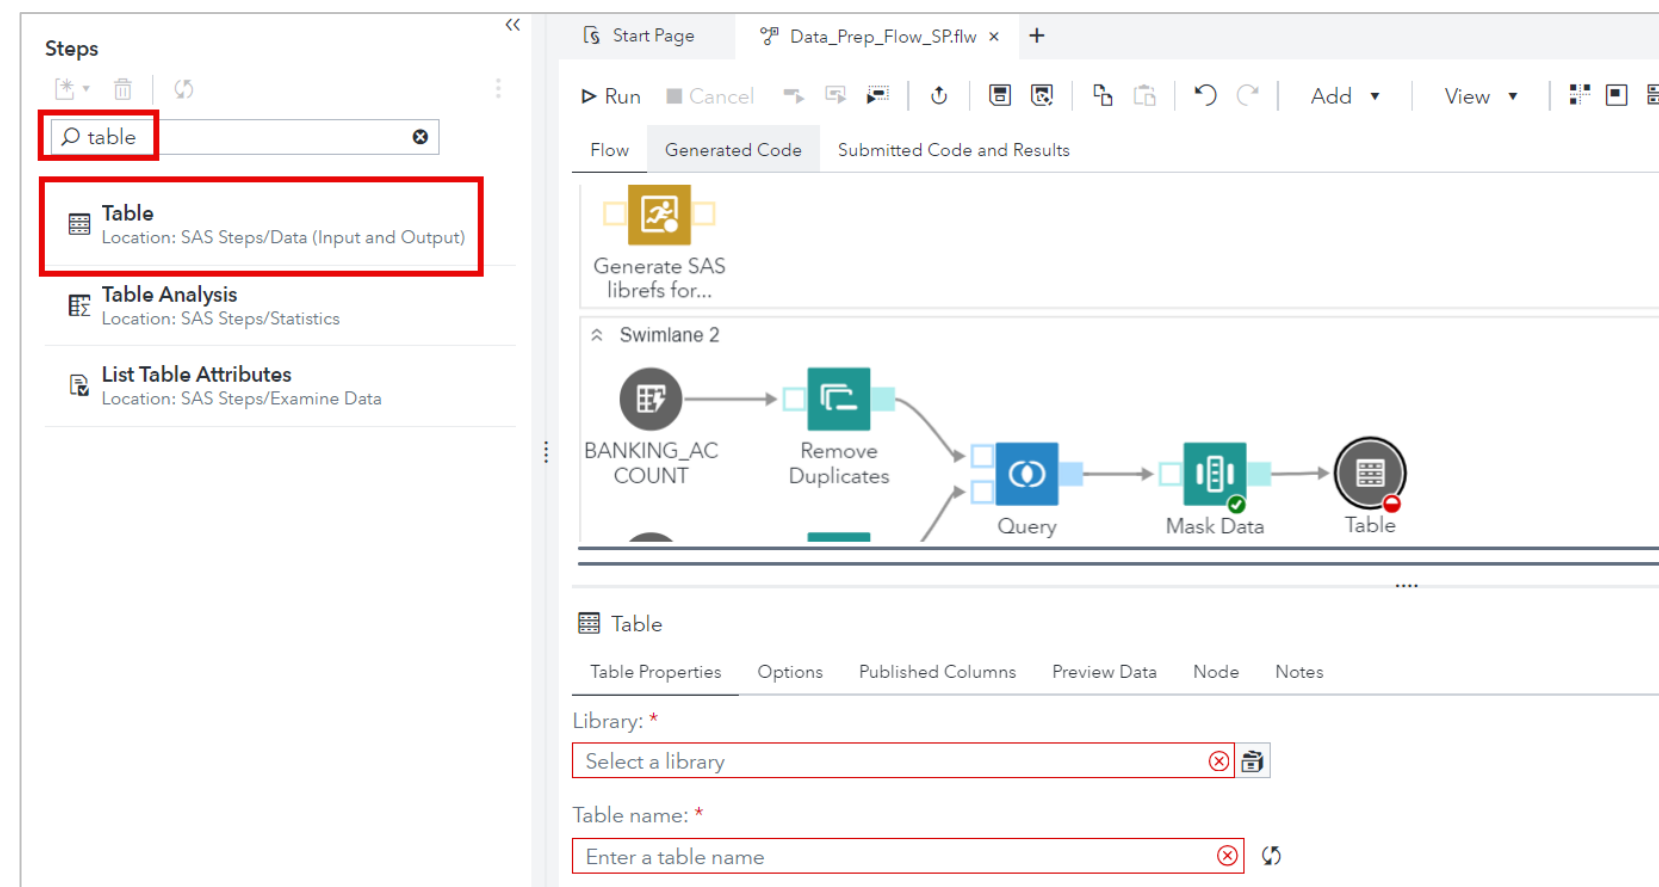 Steps
table
Table
Location: SAS Steps/Data (Input and Output)
Table Analysis
Location: SAS Steps/Statistics
List Table Attributes
Location: SAS Steps/Examine Data
Start Page
Data_Prep_Flow_SP.flw
Run
Cancel
Add
View
Flow
Generated Code
Submitted Code and Results
Generate SAS
librefs for...
Swimlane 2
BANKING_AC
COUNT
Remove
Duplicates
Query
Mask Data
Table
Table
Table Properties
Options
Published Columns
Preview Data
Node
Notes
Library: *
Select a library
Table name: *
Enter a table name